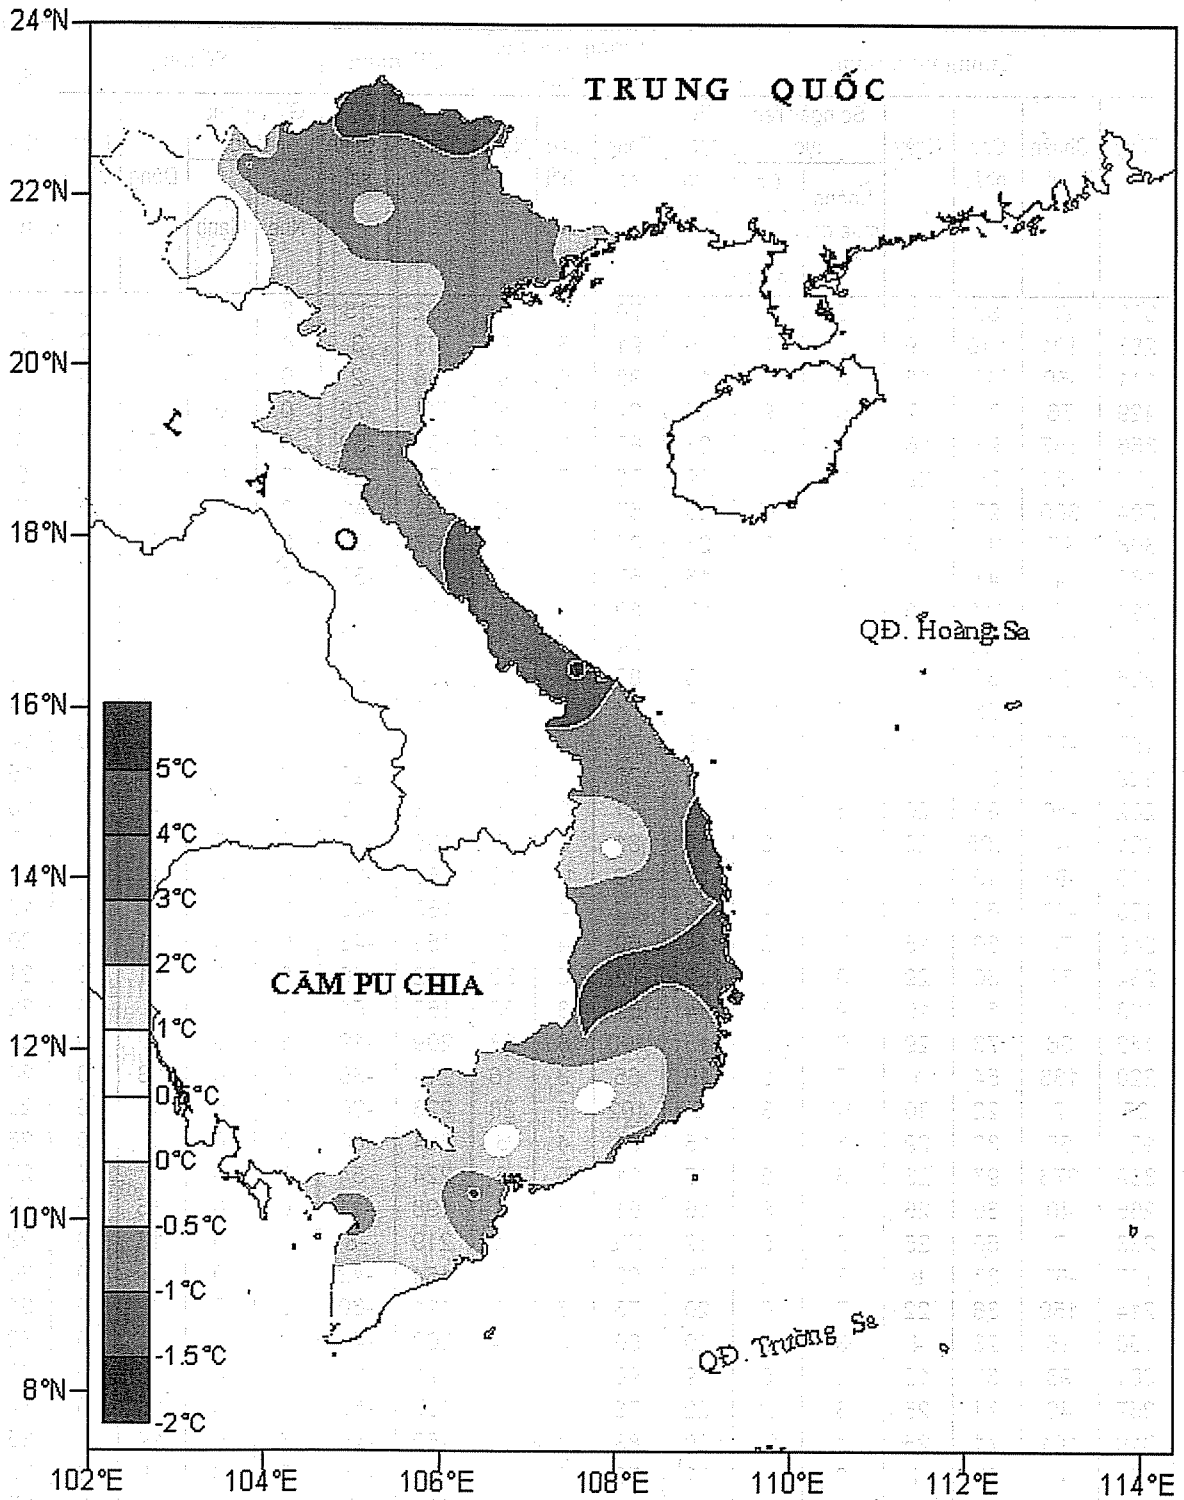 24°N
TRUNG QUỐC
22°N
20°N
L
A
18°N
O
QĐ. Hoàng Sa
16°N
5°C
4°C
14°N
3°C
2°C
CĂM PU CHIA
1°C
12°N
0.5°C
0°C
10°N
-0.5°C
-1°C
QĐ. Trường Sa
-1.5°C
8°N
-2°C
102°E 104°E 106°E 108°E 110°E 112°E 114°E